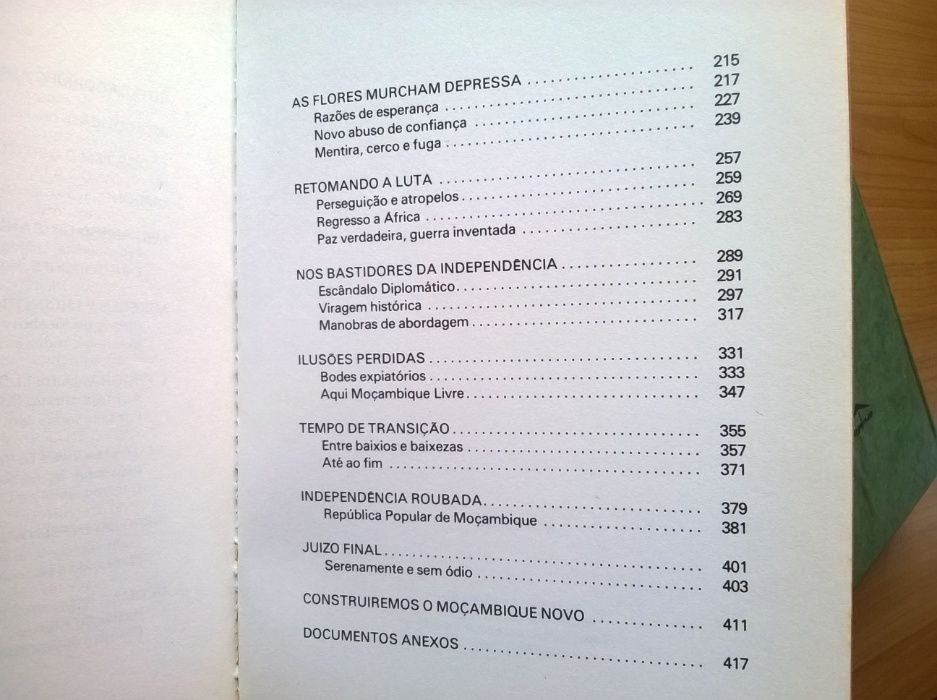 AS FLORES MURCHAM DEPRESSA ........................ 215
Razões de esperança ........................ 217
Novo abuso de confiança ........................ 227
Mentira, cerco e fuga ........................ 239
RETOMANDO A LUTA ........................ 257
Perseguição e atropelos ........................ 259
Regresso a África ........................ 269
Paz verdadeira, guerra inventada ........................ 283
NOS BASTIDORES DA INDEPENDÊNCIA ........................ 289
Escândalo Diplomático ........................ 291
Viragem histórica ........................ 297
Manobras de abordagem ........................ 317
ILUSÕES PERDIDAS ........................ 331
Bodes expiatórios ........................ 333
Aqui Moçambique Livre ........................ 347
TEMPO DE TRANSIÇÃO ........................ 355
Entre baixios e baixezas ........................ 357
Até ao fim ........................ 371
INDEPENDÊNCIA ROUBADA ........................ 379
República Popular de Moçambique ........................ 381
JUIZO FINAL ........................ 401
Serenamente e sem ódio ........................ 403
CONSTRUIREMOS O MOÇAMBIQUE NOVO ........................ 411
DOCUMENTOS ANEXOS ........................ 417